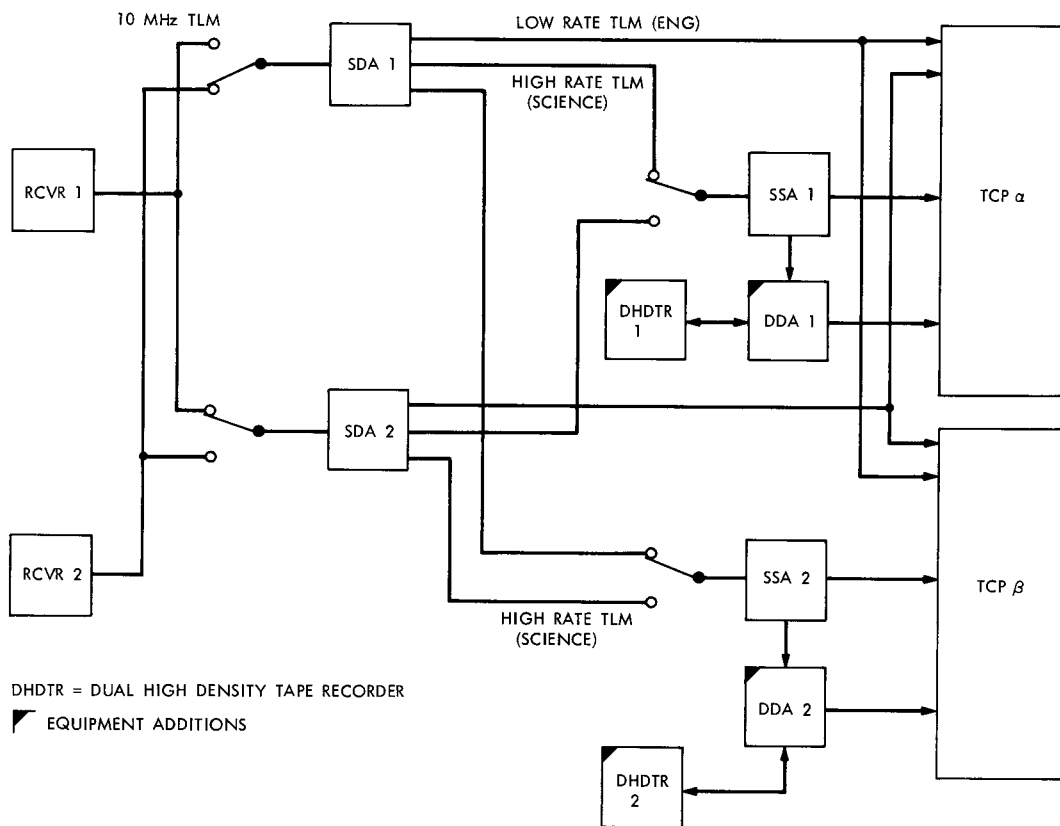 10 MHz TLM
LOW RATE TLM (ENG)
SDA 1
HIGH RATE TLM
(SCIENCE)
RCVR 1
SSA 1
TCP α
DHDTR
1
DDA 1
SDA 2
RCVR 2
SSA 2
TCP β
HIGH RATE TLM
(SCIENCE)
DHDTR = DUAL HIGH DENSITY TAPE RECORDER
EQUIPMENT ADDITIONS
DDA 2
DHDTR
2